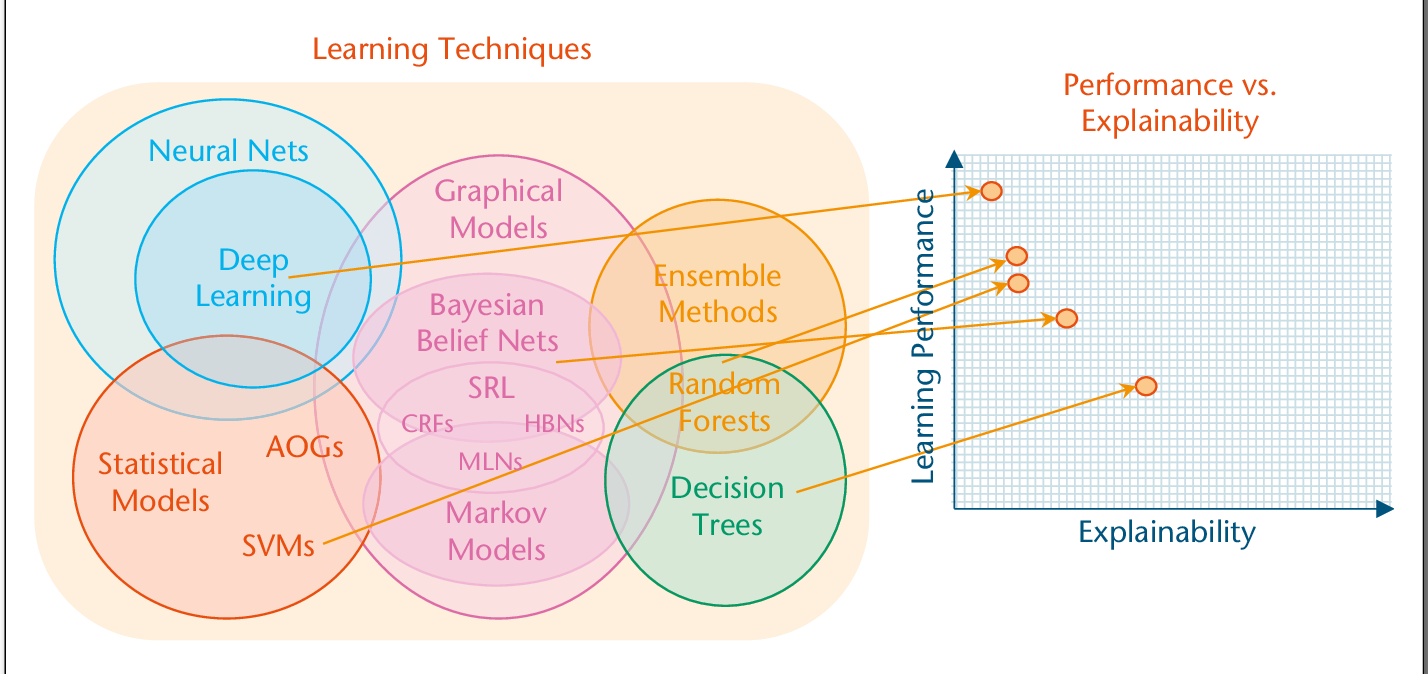 Learning Techniques
Neural Nets
Deep
Learning
Graphical
Models
Bayesian
Belief Nets
SRL
CRFs
HBNs
MLNs
Markov
Models
Ensemble
Methods
Random
Forests
Decision
Trees
AOGs
Statistical
Models
SVMs
Performance vs.
Explainability
Learning Performance
Explainability